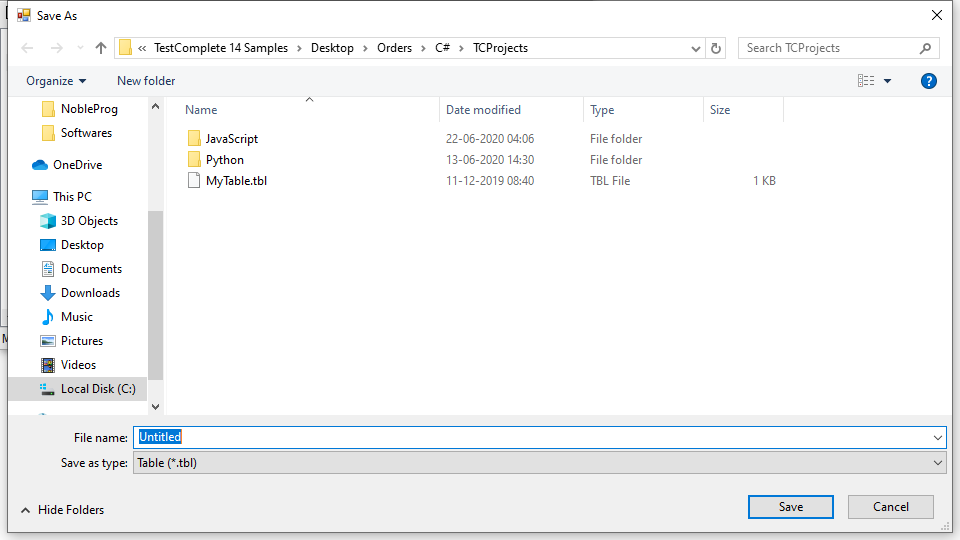 Save As
« TestComplete 14 Samples > Desktop > Orders > C# > TCProjects
Search TCProjects
Organize
New folder
?
NobleProg
Softwares
OneDrive
This PC
3D Objects
Desktop
Documents
Downloads
Music
Pictures
Videos
Local Disk (C:)
Name Date modified Type Size
JavaScript 22-06-2020 04:06 File folder
Python 13-06-2020 14:30 File folder
MyTable.tbl 11-12-2019 08:40 TBL File 1 KB
File name: Untitled
Save as type: Table (*.tbl)
Hide Folders
Save
Cancel